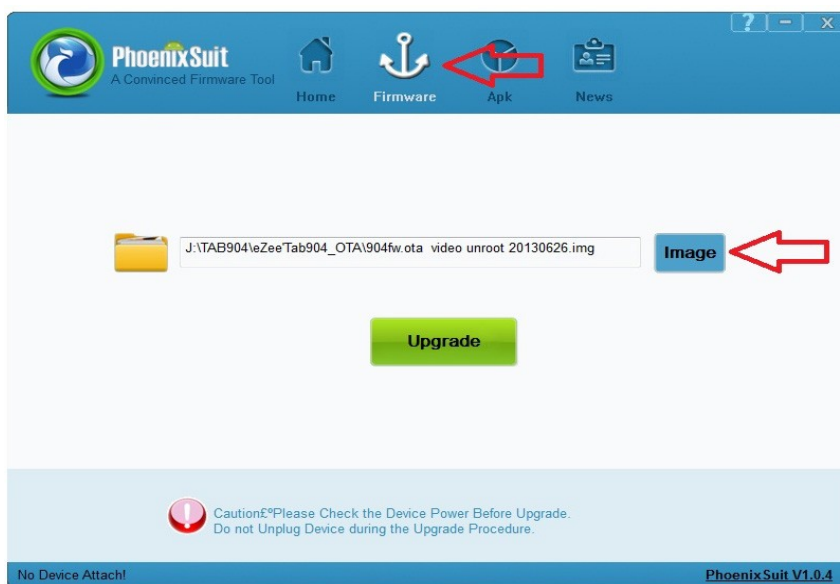 ? - x
PhoenixSuit
A Convinced Firmware Tool
Home Firmware Apk News
J:\TAB904\eZee'Tab904_OTA\904fw.ota video unroot 20130626.img
Image
Upgrade
Caution£ºPlease Check the Device Power Before Upgrade.
Do not Unplug Device during the Upgrade Procedure.
No Device Attach!
PhoenixSuit V1.0.4